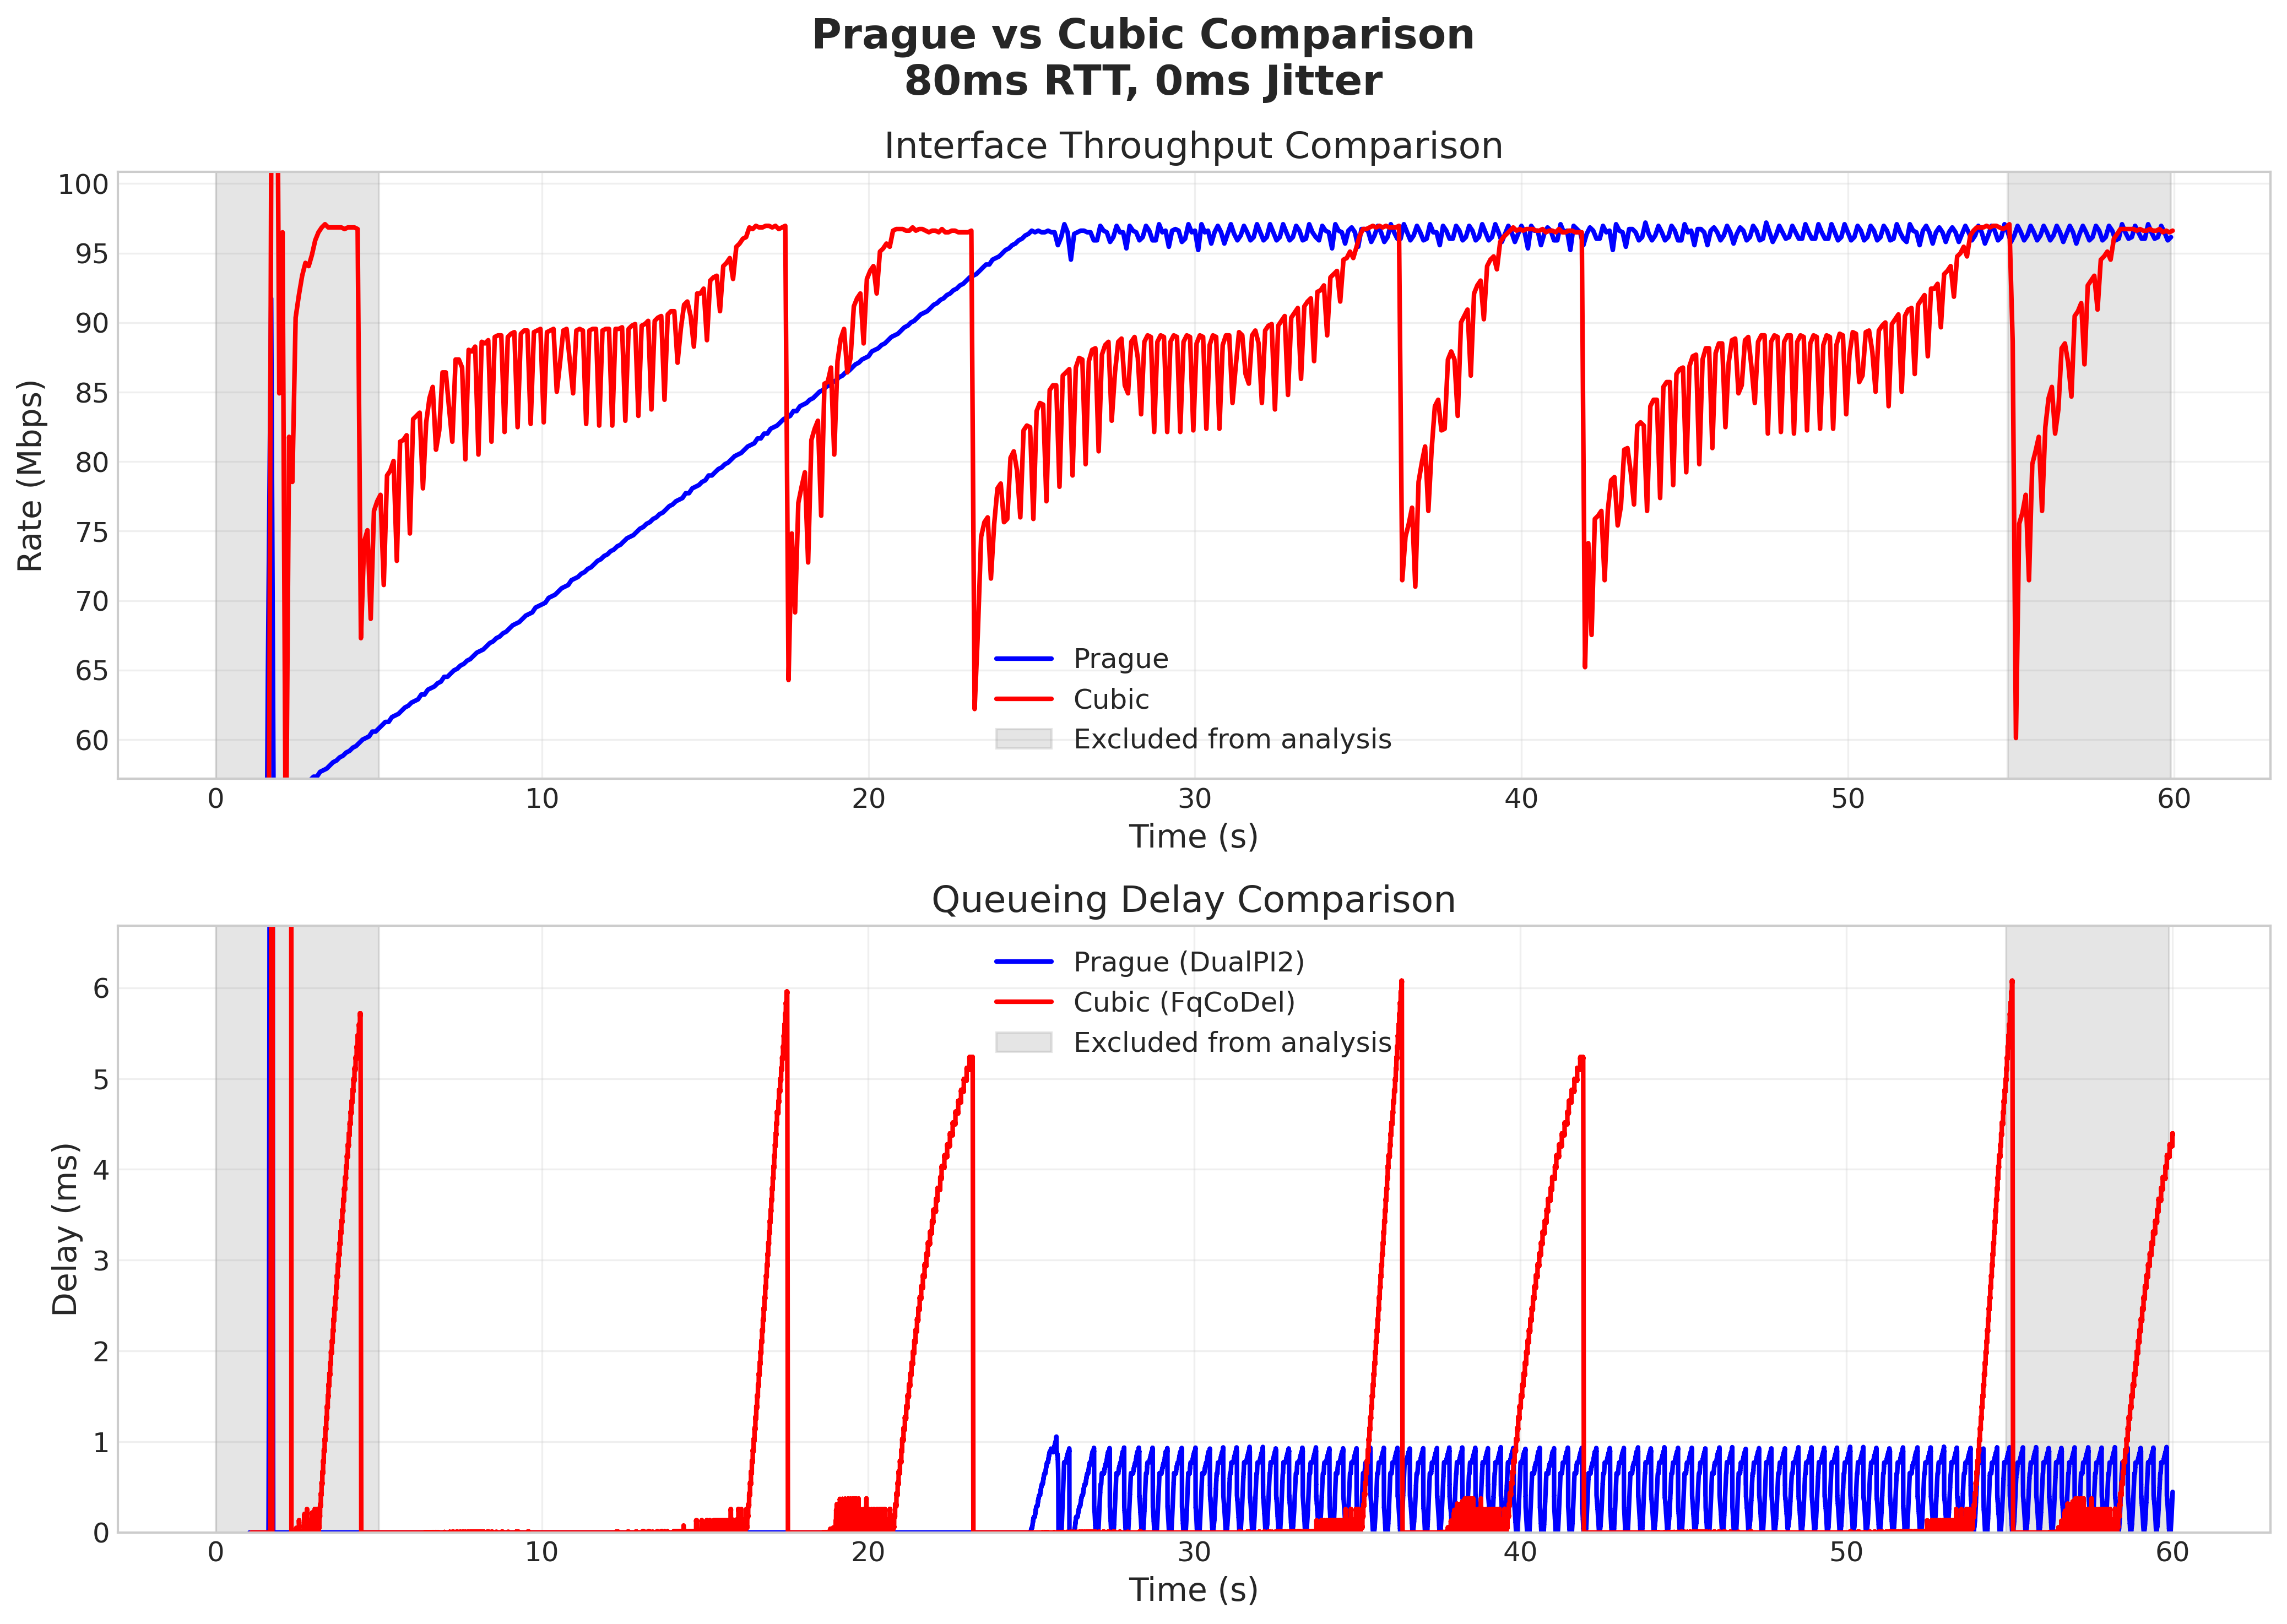 Prague vs Cubic Comparison
80ms RTT, 0ms Jitter
Interface Throughput Comparison
Rate (Mbps)
100
95
90
85
80
75
70
65
60
Prague
Cubic
Excluded from analysis
0 10 20 30 40 50 60
Time (s)
Queueing Delay Comparison
Delay (ms)
6
5
4
3
2
1
0
Prague (DualPI2)
Cubic (FqCoDel)
Excluded from analysis
0 10 20 30 40 50 60
Time (s)